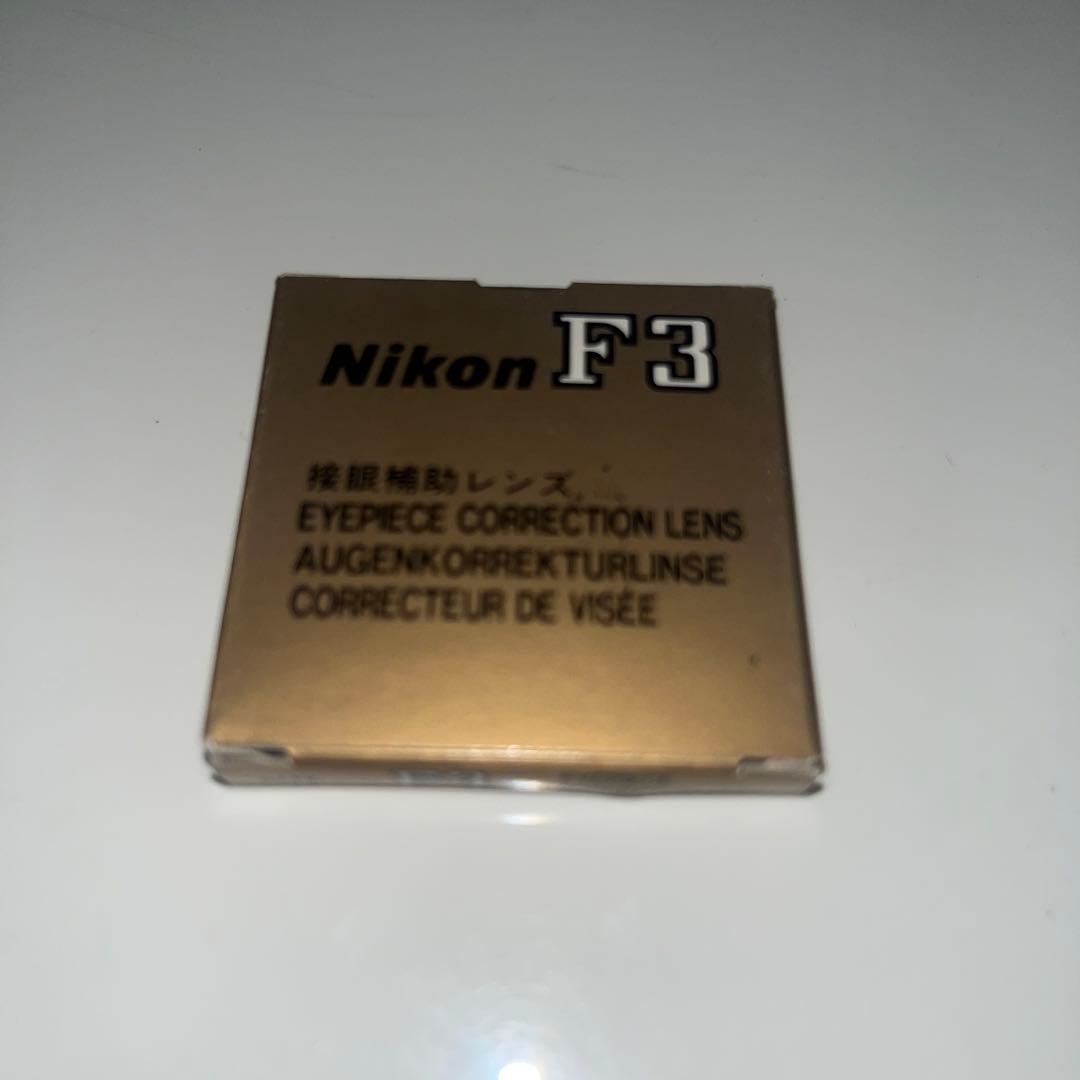 Nikon F3
接眼補助レンズ
EYEPIECE CORRECTION LENS
AUGENKORREKTURLINSE
CORRECTEUR DE VISÉE